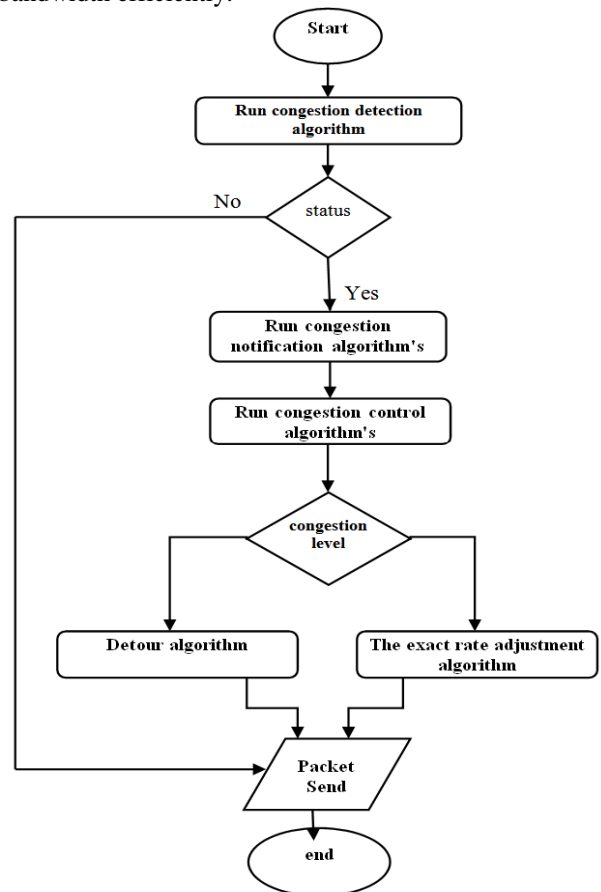 bandwidth efficiently.
Start
Run congestion detection
algorithm
No
status
Yes
Run congestion
notification algorithm's
Run congestion control
algorithm's
congestion
level
Detour algorithm
The exact rate adjustment
algorithm
Packet
Send
end